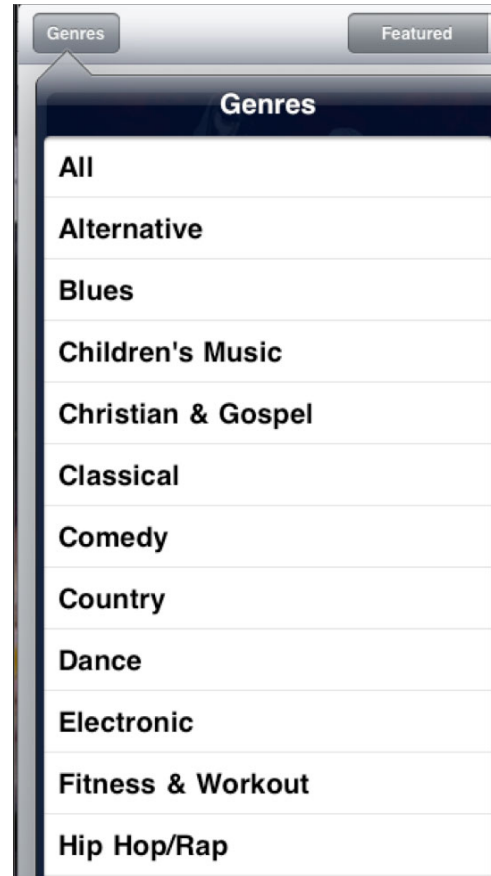 Genres Featured
Genres
All
Alternative
Blues
Children's Music
Christian & Gospel
Classical
Comedy
Country
Dance
Electronic
Fitness & Workout
Hip Hop/Rap